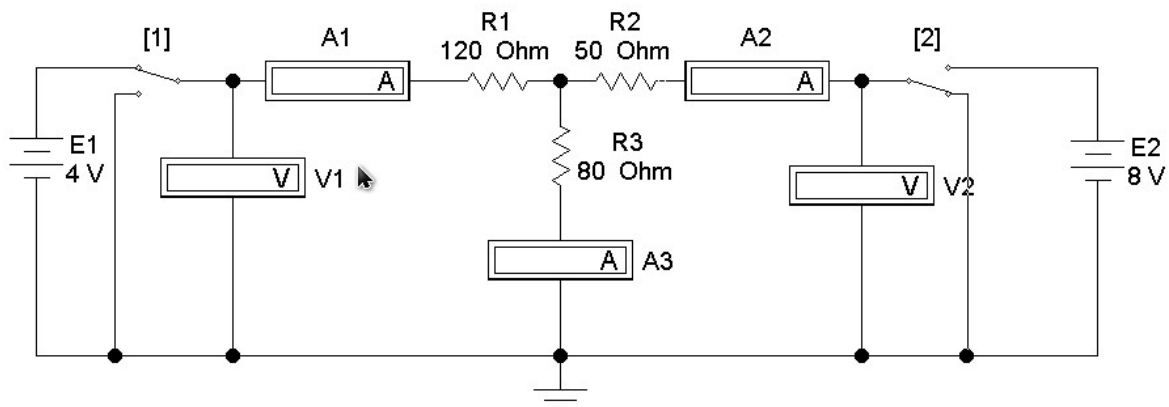 [1]
A1
R1
120 Ohm
R2
50 Ohm
A2
[2]
A
A
E1
4 V
V
V1
R3
80 Ohm
V
V2
E2
8 V
A
A3